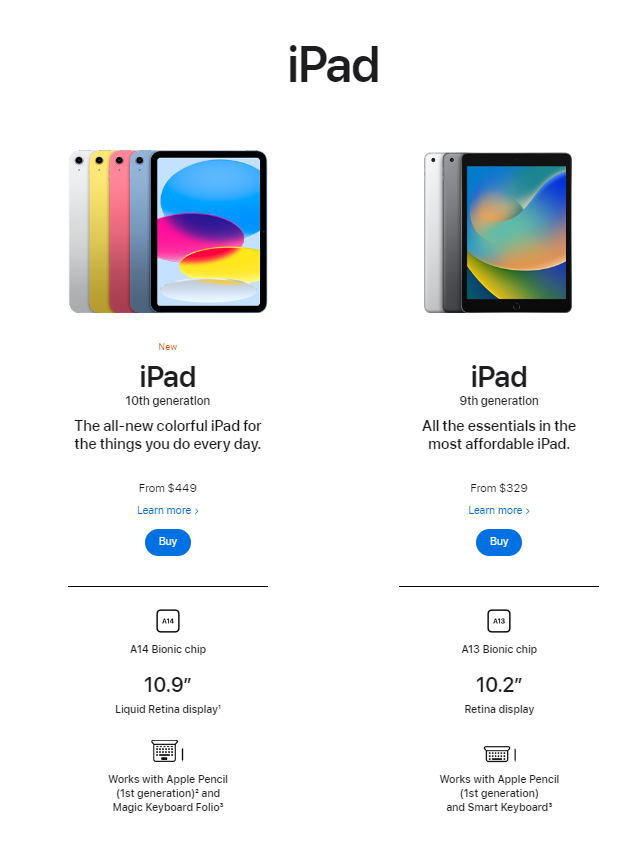 iPad
New
iPad
10th generation
The all-new colorful iPad for
the things you do every day.
From $449
Learn more >
Buy
A14
A14 Bionic chip
10.9″
Liquid Retina display¹
Works with Apple Pencil
(1st generation)² and
Magic Keyboard Folio³
iPad
9th generation
All the essentials in the
most affordable iPad.
From $329
Learn more >
Buy
A13
A13 Bionic chip
10.2″
Retina display
Works with Apple Pencil
(1st generation)
and Smart Keyboard³